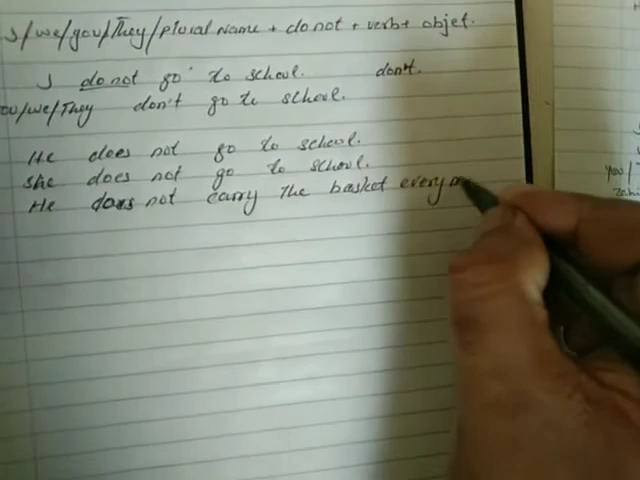 I/we/you/They/plural name + do not + verb + objet.
I do not go to school. don't.
ou/we/They don't go to school.
He does not go to school.
She does not go to school.
He does not carry the basket every m
You/